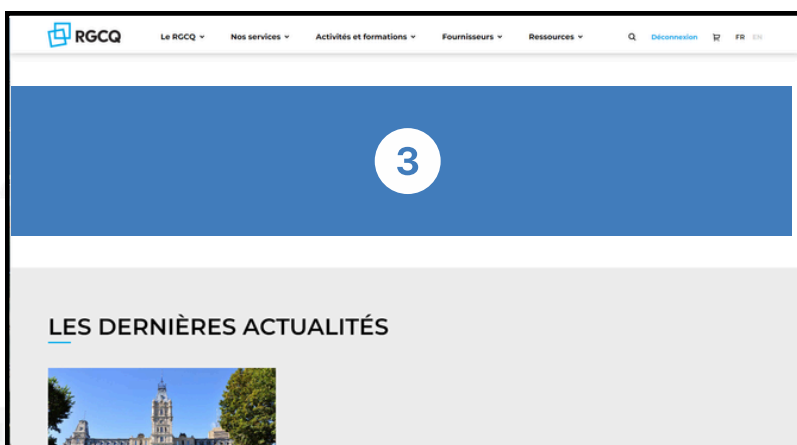 RGCQ Le RGCQ Nos services Activités et formations Fournisseurs Ressources Déconnexion FR EN
3
LES DERNIÈRES ACTUALITÉS